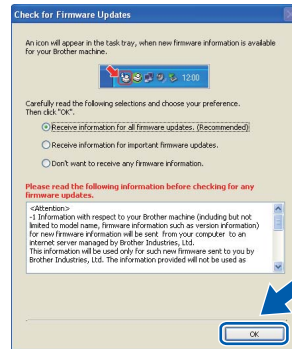 Check for Firmware Updates
An icon will appear in the task tray, when new firmware information is available
for your Brother machine.
12:00
Carefully read the following selections and choose your preference.
Then click "OK".
Receive information for all firmware updates. (Recommended)
Receive information for important firmware updates.
Don't want to receive any firmware information.
Please read the following information before checking for any
firmware updates.
<Attention>
-1 Information with respect to your Brother machine (including but not
limited to model name, firmware information such as version information)
for new firmware information will be sent from your computer to an
internet server managed by Brother Industries, Ltd.
This information will be used only for such new firmware sent to you by
Brother Industries, Ltd. The information provided will not be used as
OK